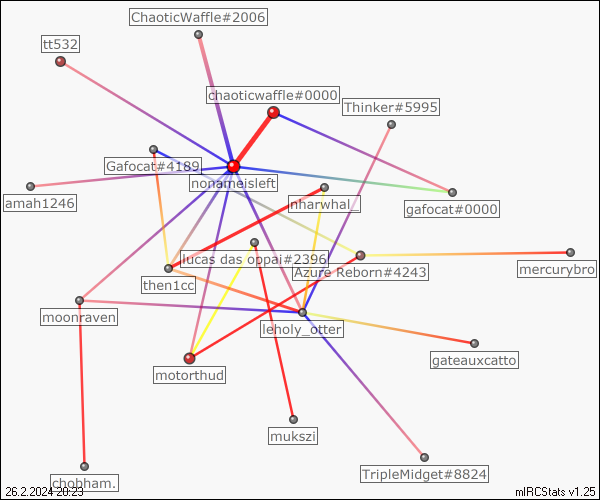 ChaoticWaffle#2006
tt532
chaoticwaffle#0000
Thinker#5995
Gafocat#4189
nonameisleft
amah1246
nharwhal_
gafocat#0000
lucas das oppai#2396
Azure Reborn#4243
mercurybro
then1cc
moonraven
leholy_otter
gateauxcatto
motorthud
mukszi
TripleMidget#8824
chobham.
26.2.2024 20:23
mIRCStats v1.25